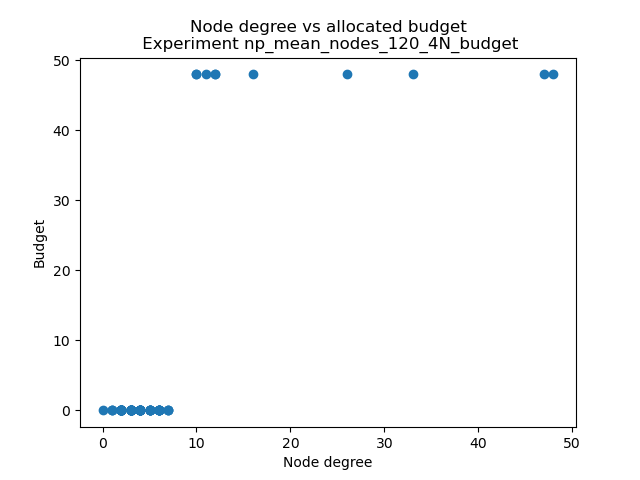 Node degree vs allocated budget
Experiment np_mean_nodes_120_4N_budget
50
40
30
20
10
0
Budget
0 10 20 30 40 50
Node degree